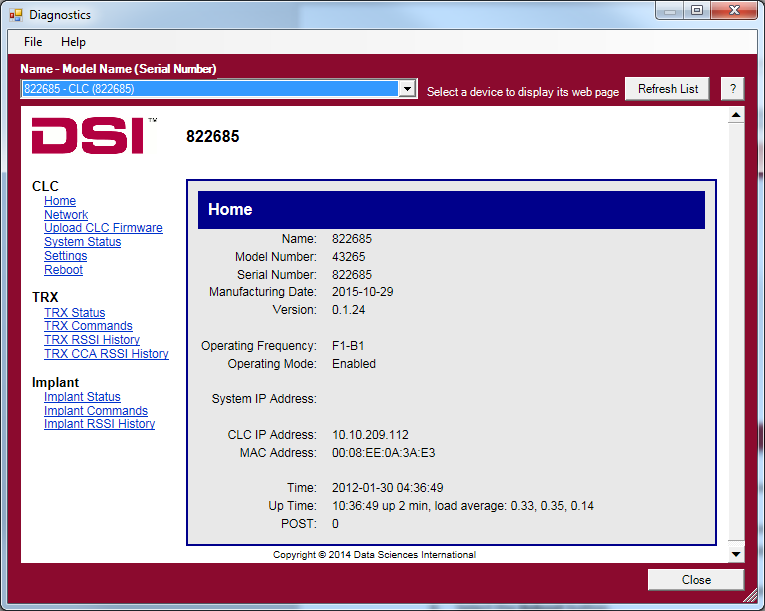 Diagnostics
File Help
Name - Model Name (Serial Number)
822685 - CLC (822685)
Select a device to display its web page
Refresh List
?
DSI™
822685
CLC
Home
Network
Upload CLC Firmware
System Status
Settings
Reboot
TRX
TRX Status
TRX Commands
TRX RSSI History
TRX CCA RSSI History
Implant
Implant Status
Implant Commands
Implant RSSI History
Home
Name: 822685
Model Number: 43265
Serial Number: 822685
Manufacturing Date: 2015-10-29
Version: 0.1.24
Operating Frequency: F1-B1
Operating Mode: Enabled
System IP Address:
CLC IP Address: 10.10.209.112
MAC Address: 00:08:EE:0A:3A:E3
Time: 2012-01-30 04:36:49
Up Time: 10:36:49 up 2 min, load average: 0.33, 0.35, 0.14
POST: 0
Copyright © 2014 Data Sciences International
Close